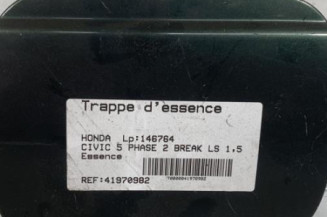 Trappe d'essence
HONDA Lp:146764
CIVIC 5 PHASE 2 BREAK LS 1,5
Essence
REF:41970982